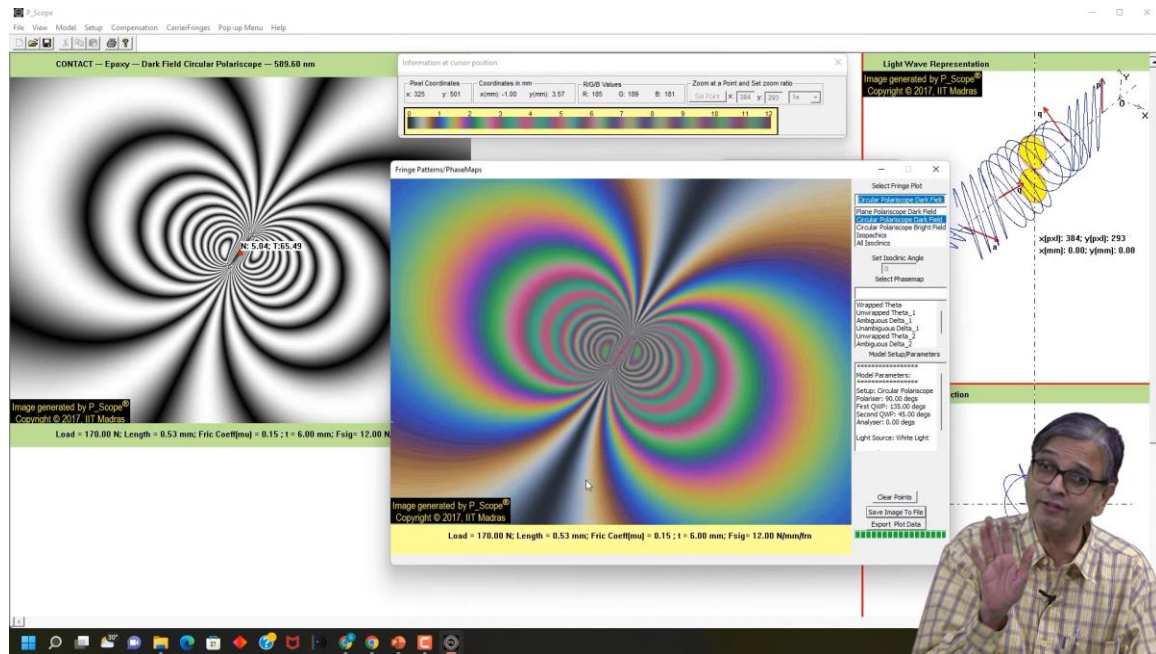 P_Scope
File View Model Setup Compensation CarrierFringes Pop-up Menu Help
CONTACT — Epoxy — Dark Field Circular Polariscope — 589.60 nm
N: 5.04; T:65.49
Image generated by P_Scope®
Copyright © 2017, IIT Madras
Load = 170.00 N; Length = 0.53 mm; Fric Coeff(mu) = 0.15 ; t = 6.00 mm; Fsig= 12.00 N
Information at cursor position
Pixel Coordinates
x: 325 y: 501
Coordinates in mm
x(mm): -1.00 y(mm): 3.57
R/G/B Values
R: 185 G: 189 B: 181
Zoom at a Point and Set zoom ratio
Set Point x: 384 y: 293 1x
0 1 2 3 4 5 6 7 8 9 10 11 12
Fringe Patterns/PhaseMaps
Image generated by P_Scope®
Copyright © 2017, IIT Madras
Load = 170.00 N; Length = 0.53 mm; Fric Coeff(mu) = 0.15 ; t = 6.00 mm; Fsig= 12.00 N/mm/frn
Select Fringe Plot
Circular Polariscope Dark Field
Plane Polariscope Dark Field
Circular Polariscope Dark Field
Circular Polariscope Bright Field
Isopachics
All Isoclinics
Set Isoclinic Angle
0
Select Phasemap
Wrapped Theta
Unwrapped Theta_1
Ambiguous Delta_1
Unambiguous Delta_1
Unwrapped Theta_2
Ambiguous Delta_2
Model Setup/Parameters
*****************
Model Parameters:
*****************
Setup: Circular Polariscope
Polariser: 90.00 degs
First QWP: 135.00 degs
Second QWP: 45.00 degs
Analyser: 0.00 degs
Light Source: White Light
Clear Points
Save Image To File
Export Plot Data
Light Wave Representation
Image generated by P_Scope®
Copyright © 2017, IIT Madras
Y
O
X
p
q
q
a
x(pxl): 384; y(pxl): 293
x(mm): 0.00; y(mm): 0.08
ction
30°